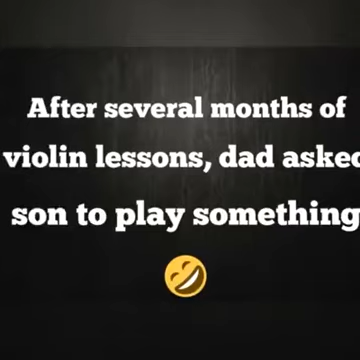 After several months of
violin lessons, dad asked
son to play something
🤣